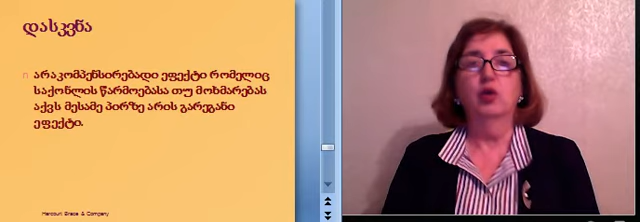 დასკვნა
არაკომპენსირებადი ეფექტი რომელიც
საქონლის წარმოებასა თუ მოხმარებას
აქვს მესამე პირზე არის გარეგანი
ეფექტი.
Harcourt Brace & Company